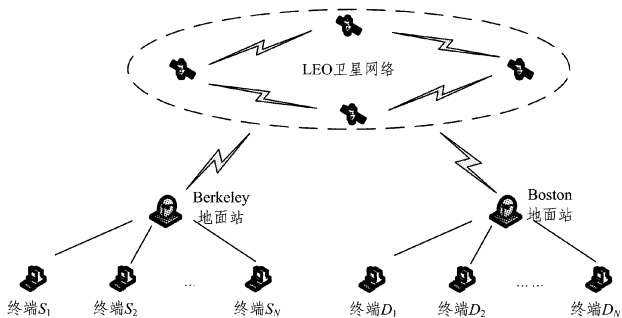 LEO卫星网络
Berkeley
地面站
Boston
地面站
...
... ...
终端S1
终端S2
终端SN
终端D1
终端D2
终端DN